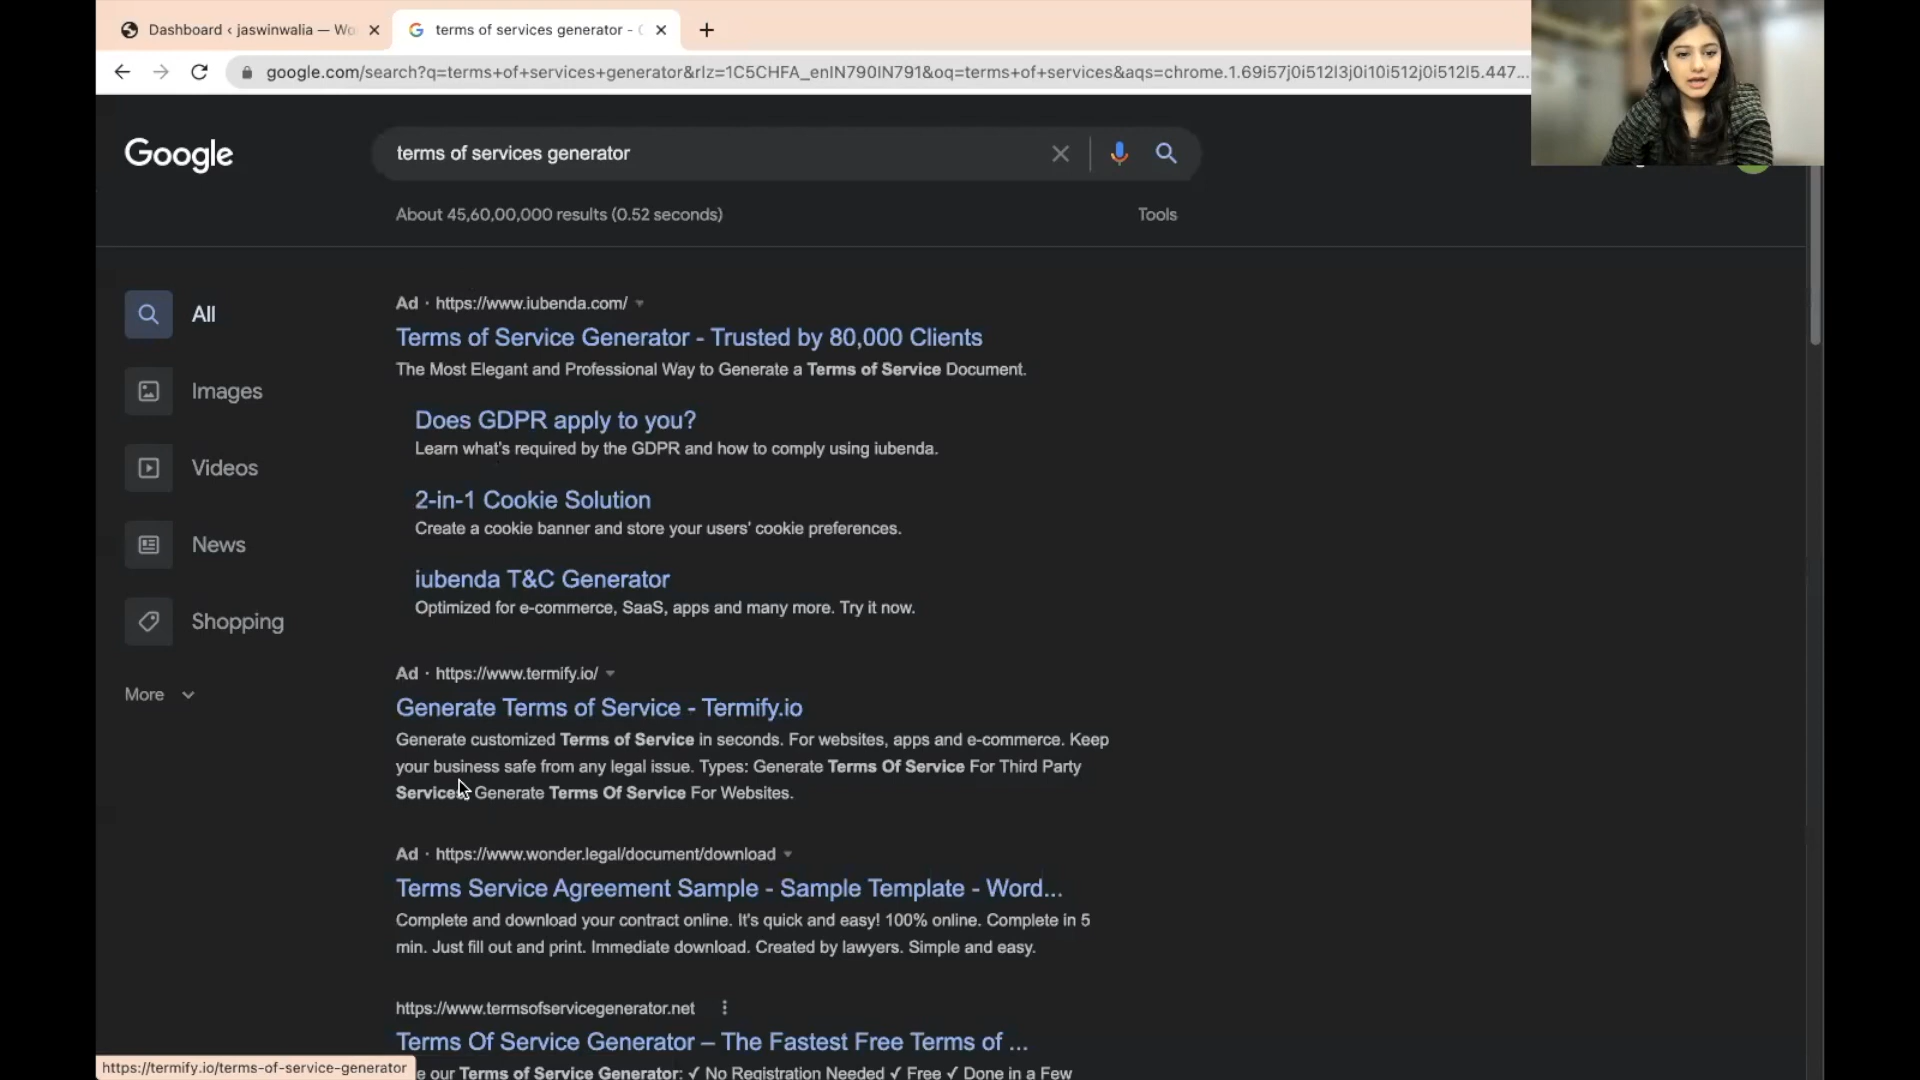 Dashboard ‹ jaswinwalia — Wo
terms of services generator -
google.com/search?q=terms+of+services+generator&rlz=1C5CHFA_enIN790IN791&oq=terms+of+services&aqs=chrome.1.69i57j0i512l3j0i10i512j0i512l5.447...
Google
terms of services generator
About 45,60,00,000 results (0.52 seconds)
Tools
All
Images
Videos
News
Shopping
More
Ad · https://www.iubenda.com/
Terms of Service Generator - Trusted by 80,000 Clients
The Most Elegant and Professional Way to Generate a Terms of Service Document.
Does GDPR apply to you?
Learn what's required by the GDPR and how to comply using iubenda.
2-in-1 Cookie Solution
Create a cookie banner and store your users' cookie preferences.
iubenda T&C Generator
Optimized for e-commerce, SaaS, apps and many more. Try it now.
Ad · https://www.termify.io/
Generate Terms of Service - Termify.io
Generate customized Terms of Service in seconds. For websites, apps and e-commerce. Keep
your business safe from any legal issue. Types: Generate Terms Of Service For Third Party
Services, Generate Terms Of Service For Websites.
Ad · https://www.wonder.legal/document/download
Terms Service Agreement Sample - Sample Template - Word...
Complete and download your contract online. It's quick and easy! 100% online. Complete in 5
min. Just fill out and print. Immediate download. Created by lawyers. Simple and easy.
https://www.termsofservicegenerator.net
Terms Of Service Generator – The Fastest Free Terms of ...
our Terms of Service Generator: ✓ No Registration Needed ✓ Free ✓ Done in a Few
https://termify.io/terms-of-service-generator